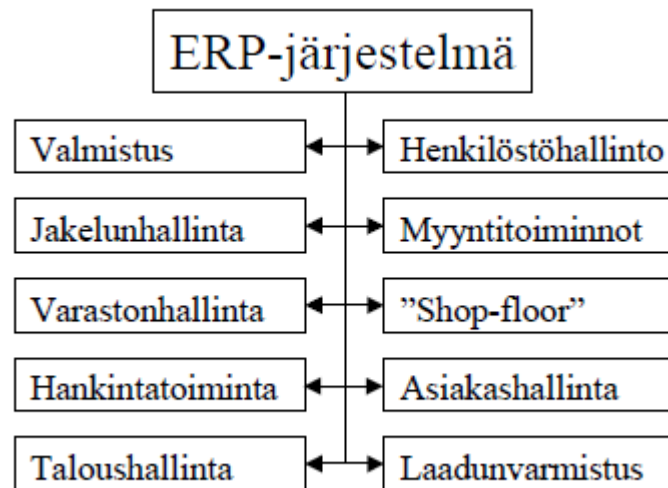 ERP-järjestelmä
Valmistus
Henkilöstöhallinto
Jakelunhallinta
Myyntitoiminnot
Varastonhallinta
”Shop-floor”
Hankintatoiminta
Asiakashallinta
Taloushallinta
Laadunvarmistus